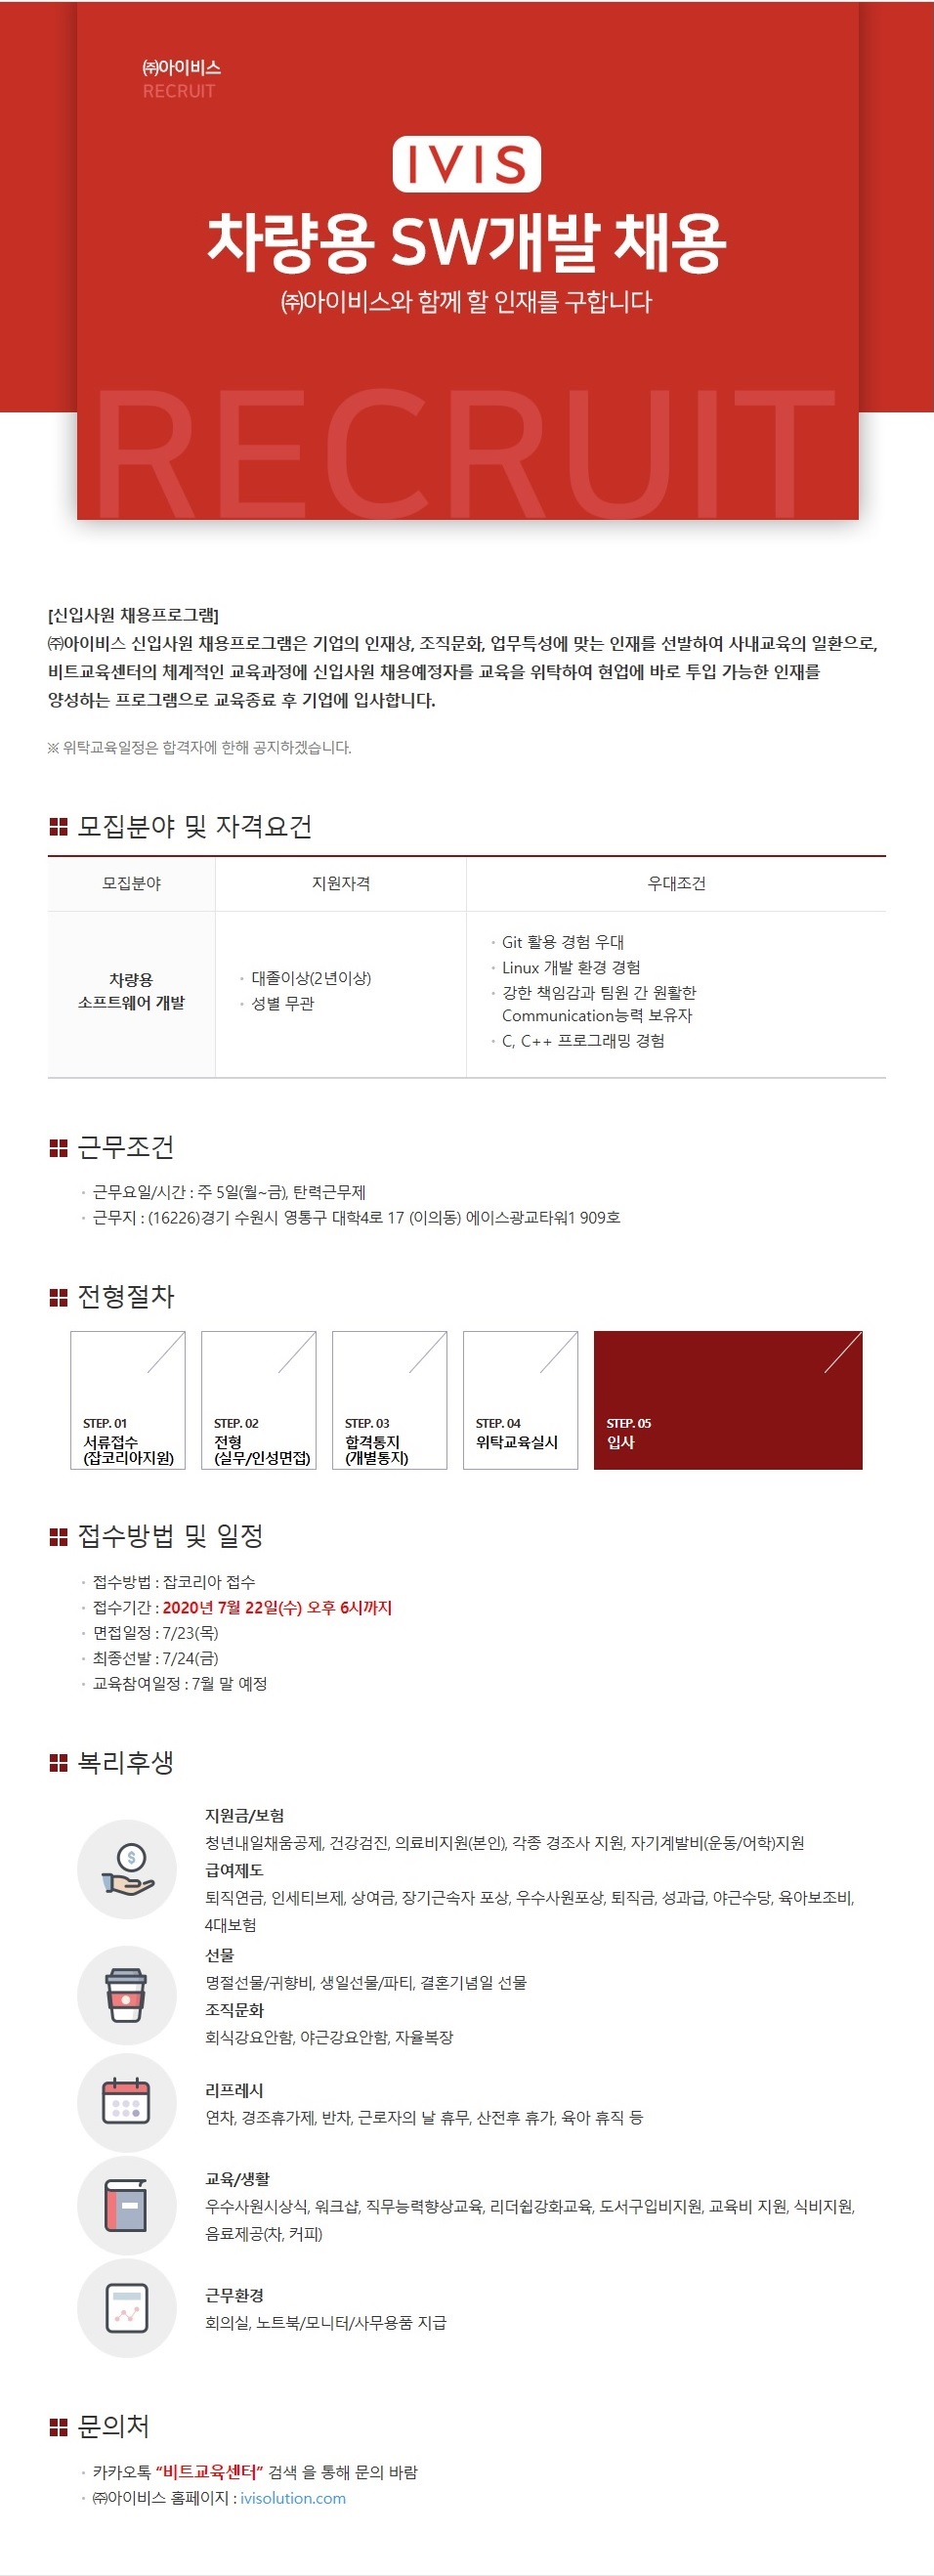 ㈜아이비스
RECRUIT
IVIS
차량용 SW개발 채용
㈜아이비스와 함께 할 인재를 구합니다
RECRUIT
[신입사원 채용프로그램]
㈜아이비스 신입사원 채용프로그램은 기업의 인재상, 조직문화, 업무특성에 맞는 인재를 선발하여 사내교육의 일환으로,
비트교육센터의 체계적인 교육과정에 신입사원 채용예정자를 교육을 위탁하여 현업에 바로 투입 가능한 인재를
양성하는 프로그램으로 교육종료 후 기업에 입사합니다.
※ 위탁교육일정은 합격자에 한해 공지하겠습니다.
모집분야 및 자격요건
모집분야 지원자격 우대조건
차량용
소프트웨어 개발
· 대졸이상(2년이상)
· 성별 무관
· Git 활용 경험 우대
· Linux 개발 환경 경험
· 강한 책임감과 팀원 간 원활한
Communication능력 보유자
· C, C++ 프로그래밍 경험
근무조건
· 근무요일/시간 : 주 5일(월~금), 탄력근무제
· 근무지 : (16226)경기 수원시 영통구 대학4로 17 (이의동) 에이스광교타워1 909호
전형절차
STEP. 01
서류접수
(잡코리아지원)
STEP. 02
전형
(실무/인성면접)
STEP. 03
합격통지
(개별통지)
STEP. 04
위탁교육실시
STEP. 05
입사
접수방법 및 일정
· 접수방법 : 잡코리아 접수
· 접수기간 : 2020년 7월 22일(수) 오후 6시까지
· 면접일정 : 7/23(목)
· 최종선발 : 7/24(금)
· 교육참여일정 : 7월 말 예정
복리후생
지원금/보험
청년내일채움공제, 건강검진, 의료비지원(본인), 각종 경조사 지원, 자기계발비(운동/어학)지원
급여제도
퇴직연금, 인세티브제, 상여금, 장기근속자 포상, 우수사원포상, 퇴직금, 성과급, 야근수당, 육아보조비,
4대보험
선물
명절선물/귀향비, 생일선물/파티, 결혼기념일 선물
조직문화
회식강요안함, 야근강요안함, 자율복장
리프레시
연차, 경조휴가제, 반차, 근로자의 날 휴무, 산전후 휴가, 육아 휴직 등
교육/생활
우수사원시상식, 워크샵, 직무능력향상교육, 리더쉽강화교육, 도서구입비지원, 교육비 지원, 식비지원,
음료제공(차, 커피)
근무환경
회의실, 노트북/모니터/사무용품 지급
문의처
· 카카오톡 “비트교육센터” 검색 을 통해 문의 바람
· ㈜아이비스 홈페이지 : ivisolution.com